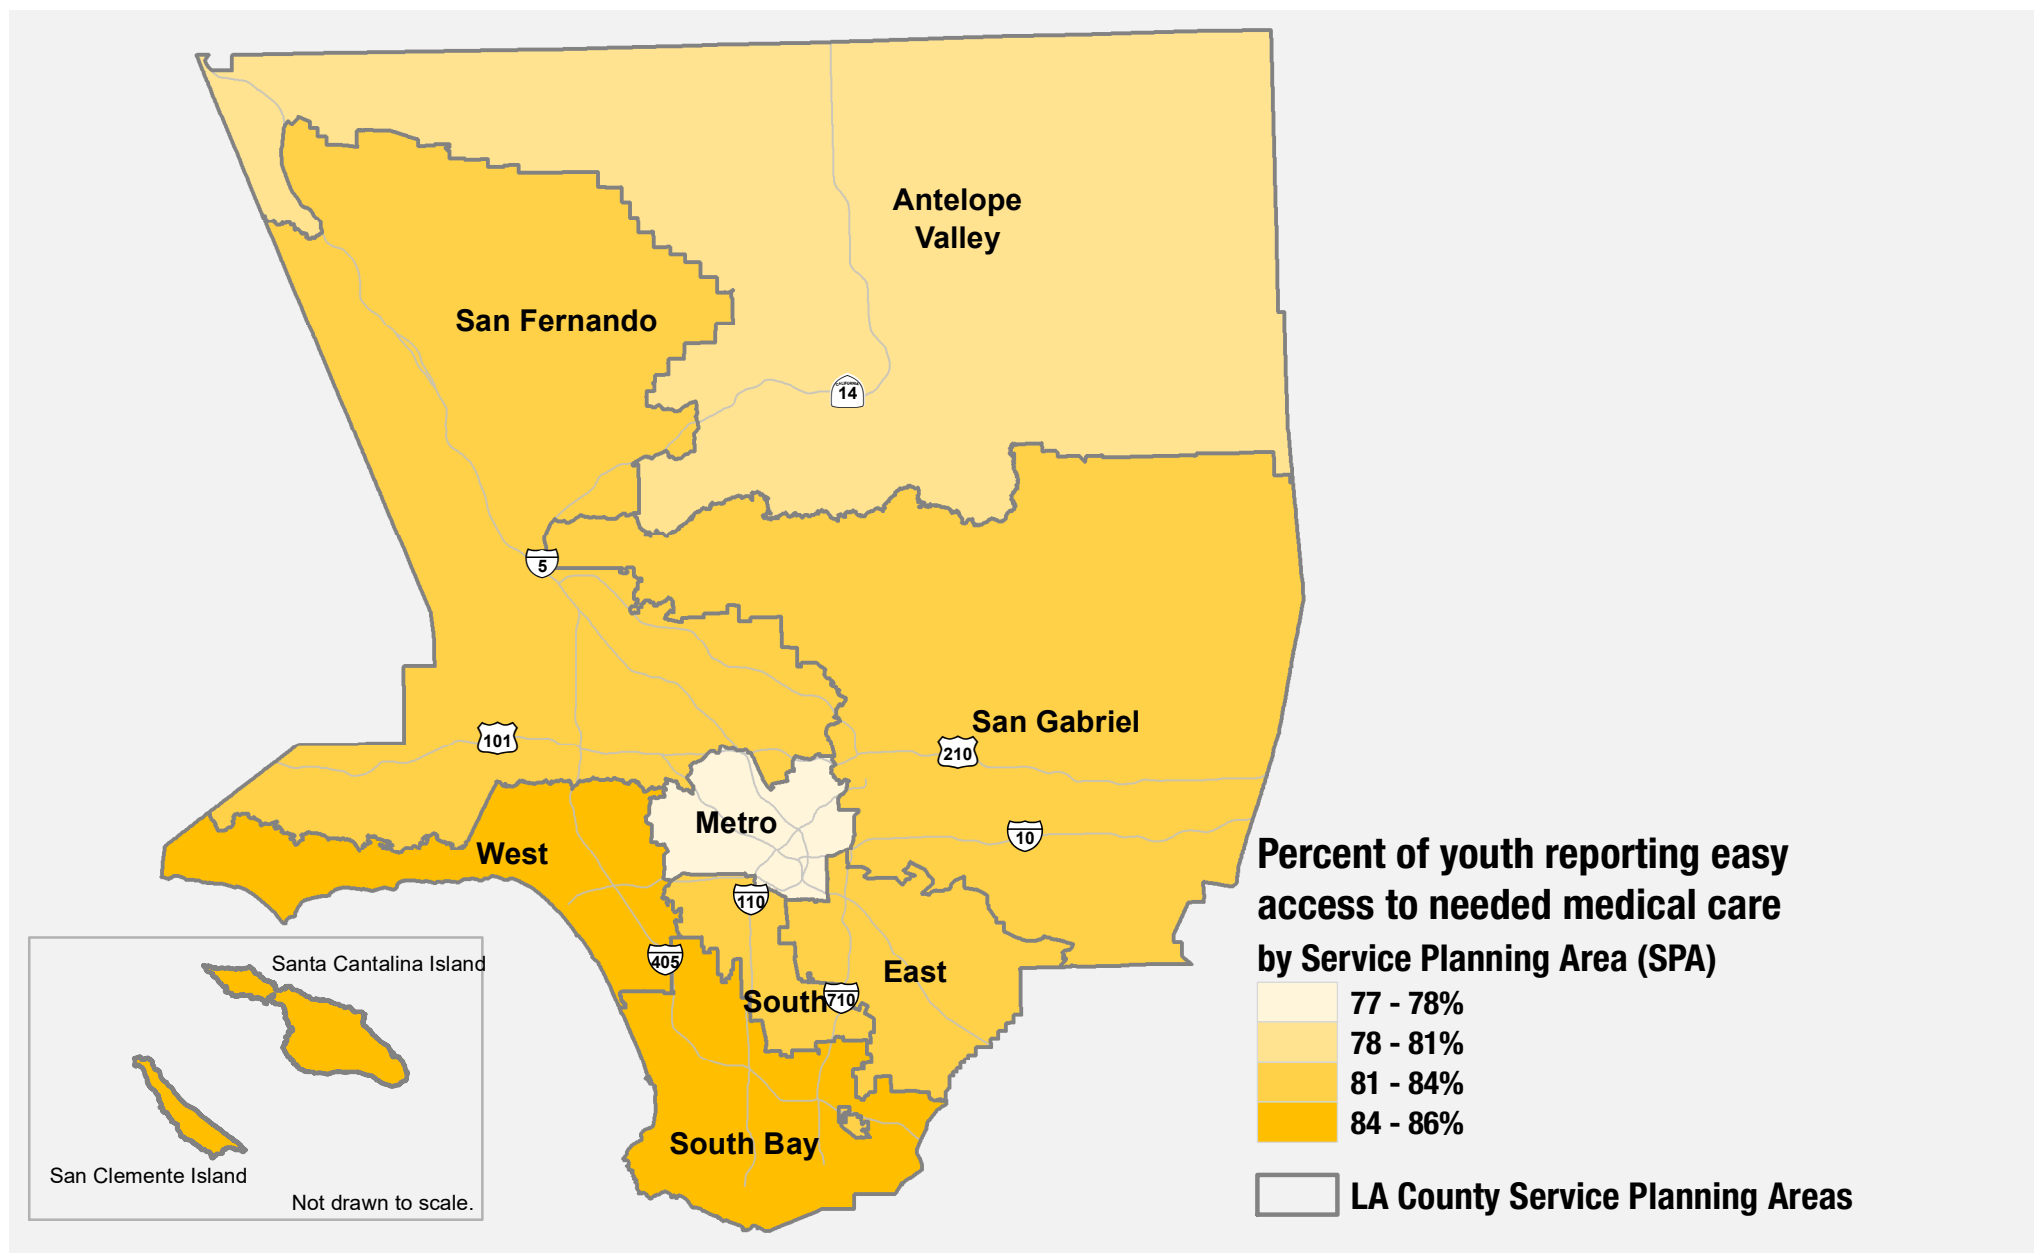 Antelope
Valley
San Fernando
CALIFORNIA
14
5
San Gabriel
101
210
Metro
10
West
110
405
East
South
710
South Bay
Santa Cantalina Island
San Clemente Island
Not drawn to scale.
Percent of youth reporting easy
access to needed medical care
by Service Planning Area (SPA)
77 - 78%
78 - 81%
81 - 84%
84 - 86%
LA County Service Planning Areas